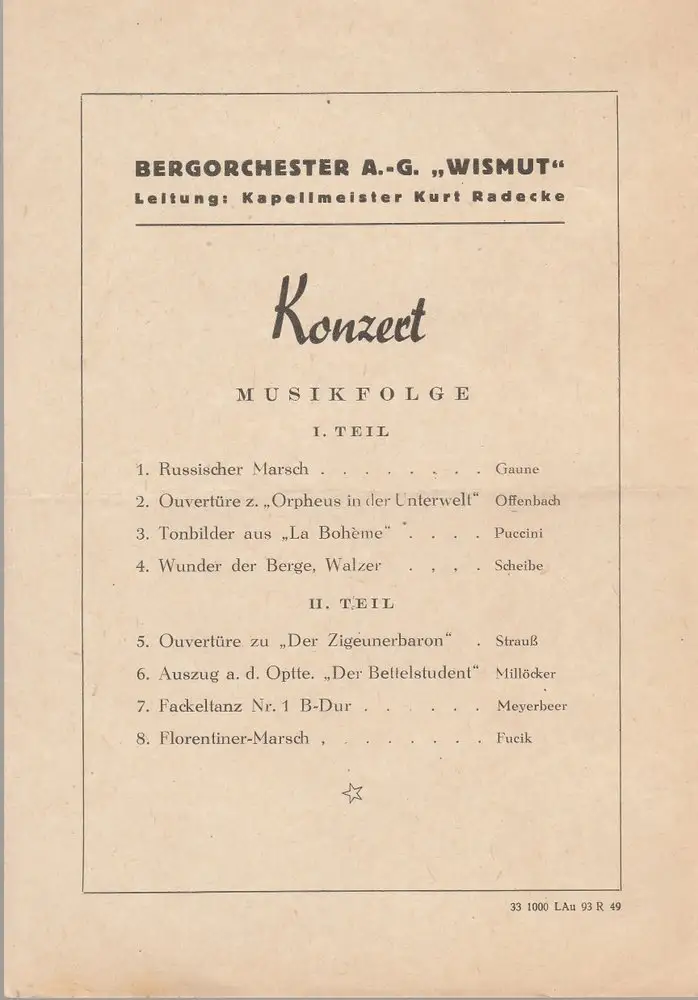 BERGORCHESTER A.-G. „WISMUT“
Leitung: Kapellmeister Kurt Radecke
Konzert
MUSIKFOLGE
I. TEIL
1. Russischer Marsch . . . . . . . . Gaune
2. Ouvertüre z. „Orpheus in der Unterwelt“ Offenbach
3. Tonbilder aus „La Bohème“ . . . . Puccini
4. Wunder der Berge, Walzer . , . . Scheibe
II. TEIL
5. Ouvertüre zu „Der Zigeunerbaron“ . Strauß
6. Auszug a. d. Optte. „Der Bettelstudent“ Millöcker
7. Fackeltanz Nr. 1 B-Dur . . . . . . Meyerbeer
8. Florentiner-Marsch , . . . . . . . Fucik
33 1000 LAu 93 R 49